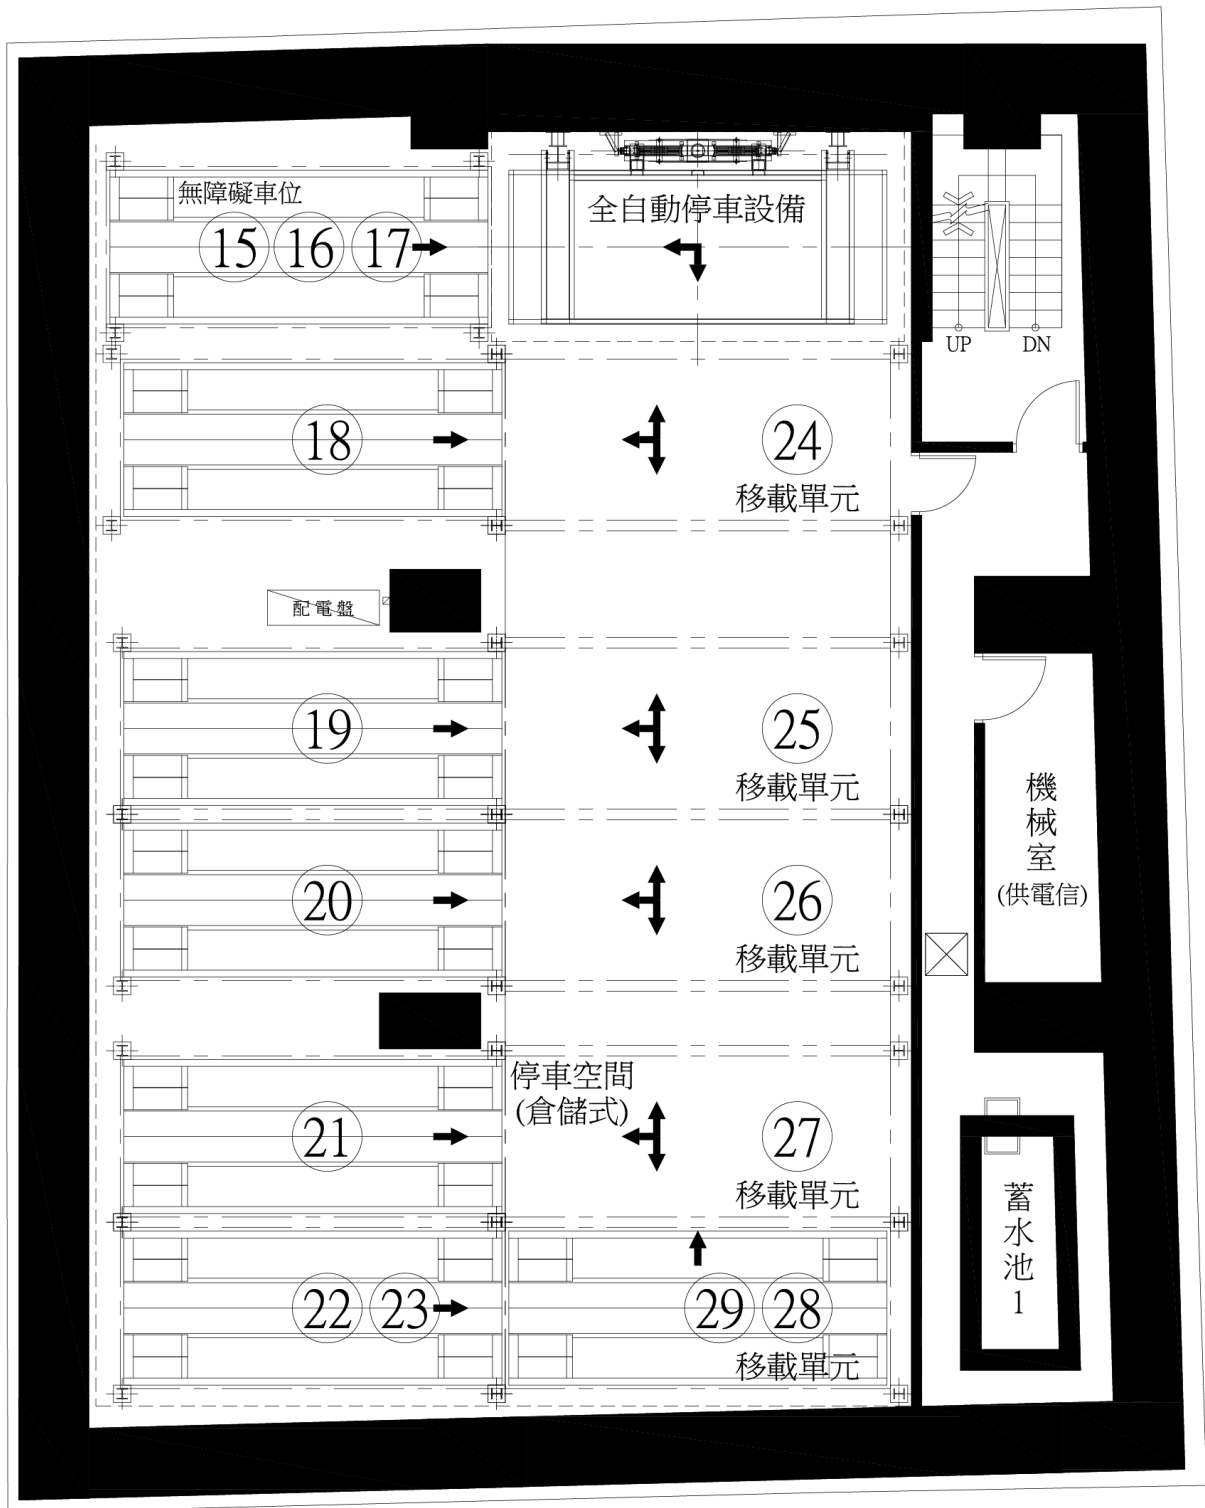 無障礙車位
15 16 17
全自動停車設備
UP
DN
18
24
移載單元
配電盤
19
25
移載單元
機械室
(供電信)
20
26
移載單元
停車空間
(倉儲式)
21
27
移載單元
蓄水池1
22 23
29 28
移載單元